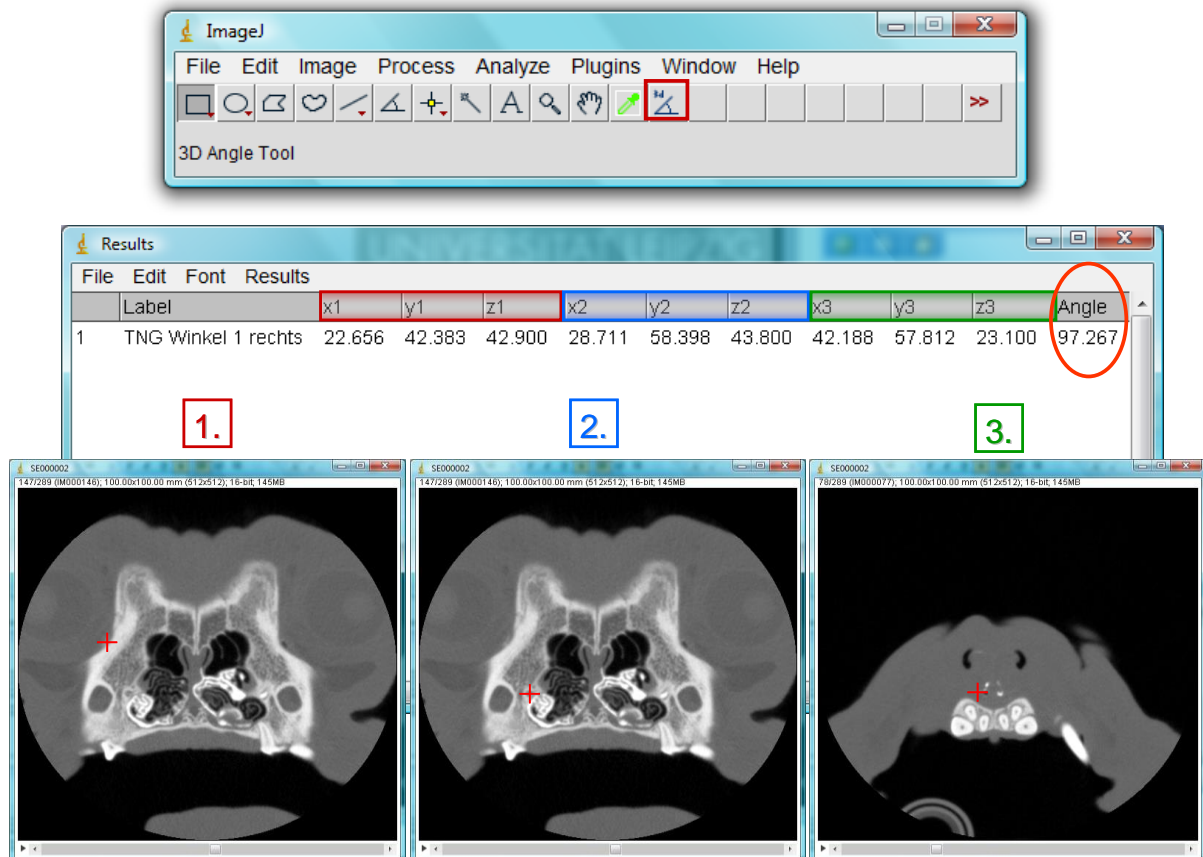 ImageJ
File Edit Image Process Analyze Plugins Window Help
A >>
3D Angle Tool
Results
File Edit Font Results
Label x1 y1 z1 x2 y2 z2 x3 y3 z3 Angle
1 TNG Winkel 1 rechts 22.656 42.383 42.900 28.711 58.398 43.800 42.188 57.812 23.100 97.267
1. 2. 3.
SE000002 SE000002 SE000002
147/289 (IM000146); 100.00x100.00 mm (512x512); 16-bit; 145MB 147/289 (IM000146); 100.00x100.00 mm (512x512); 16-bit; 145MB 78/289 (IM000077); 100.00x100.00 mm (512x512); 16-bit; 145MB